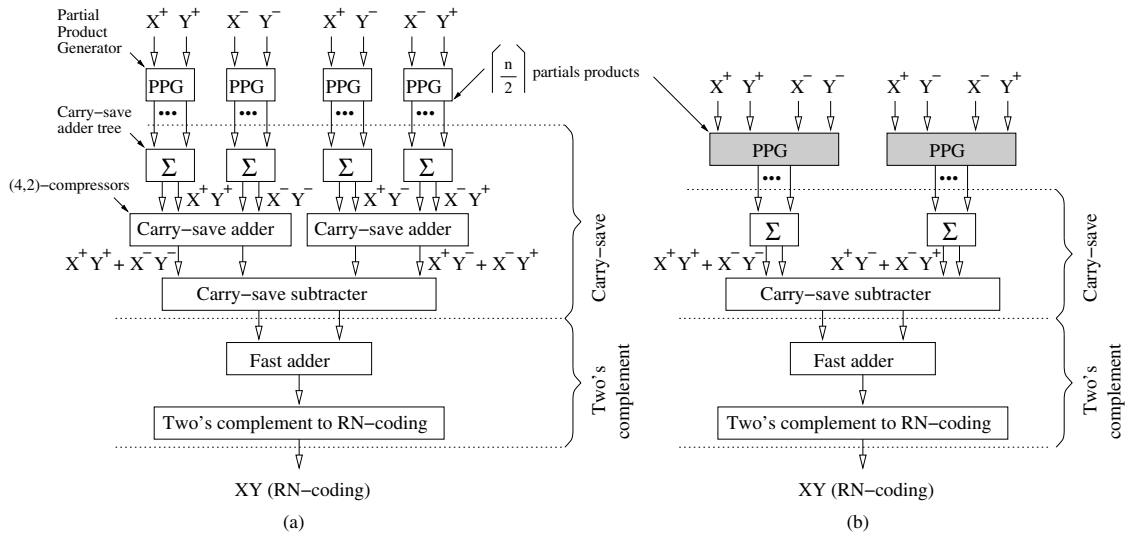 Partial
Product
Generator
X+ Y+ X− Y− X+ Y− X− Y+
PPG PPG PPG PPG
••• ••• ••• •••
⌈n/2⌉ partials products
Carry−save
adder tree
Σ Σ Σ Σ
(4,2)−compressors
X+Y+ X−Y− X+Y− X−Y+
Carry−save adder Carry−save adder
X+Y+ + X−Y− X+Y− + X−Y+
Carry−save subtracter
Carry−save
Fast adder
Two's complement to RN−coding
Two's
complement
XY (RN−coding)
(a)
X+ Y+ X− Y− X+ Y− X− Y+
PPG PPG
••• •••
Σ Σ
X+Y+ + X−Y− X+Y− + X−Y+
Carry−save subtracter
Carry−save
Fast adder
Two's complement to RN−coding
Two's
complement
XY (RN−coding)
(b)